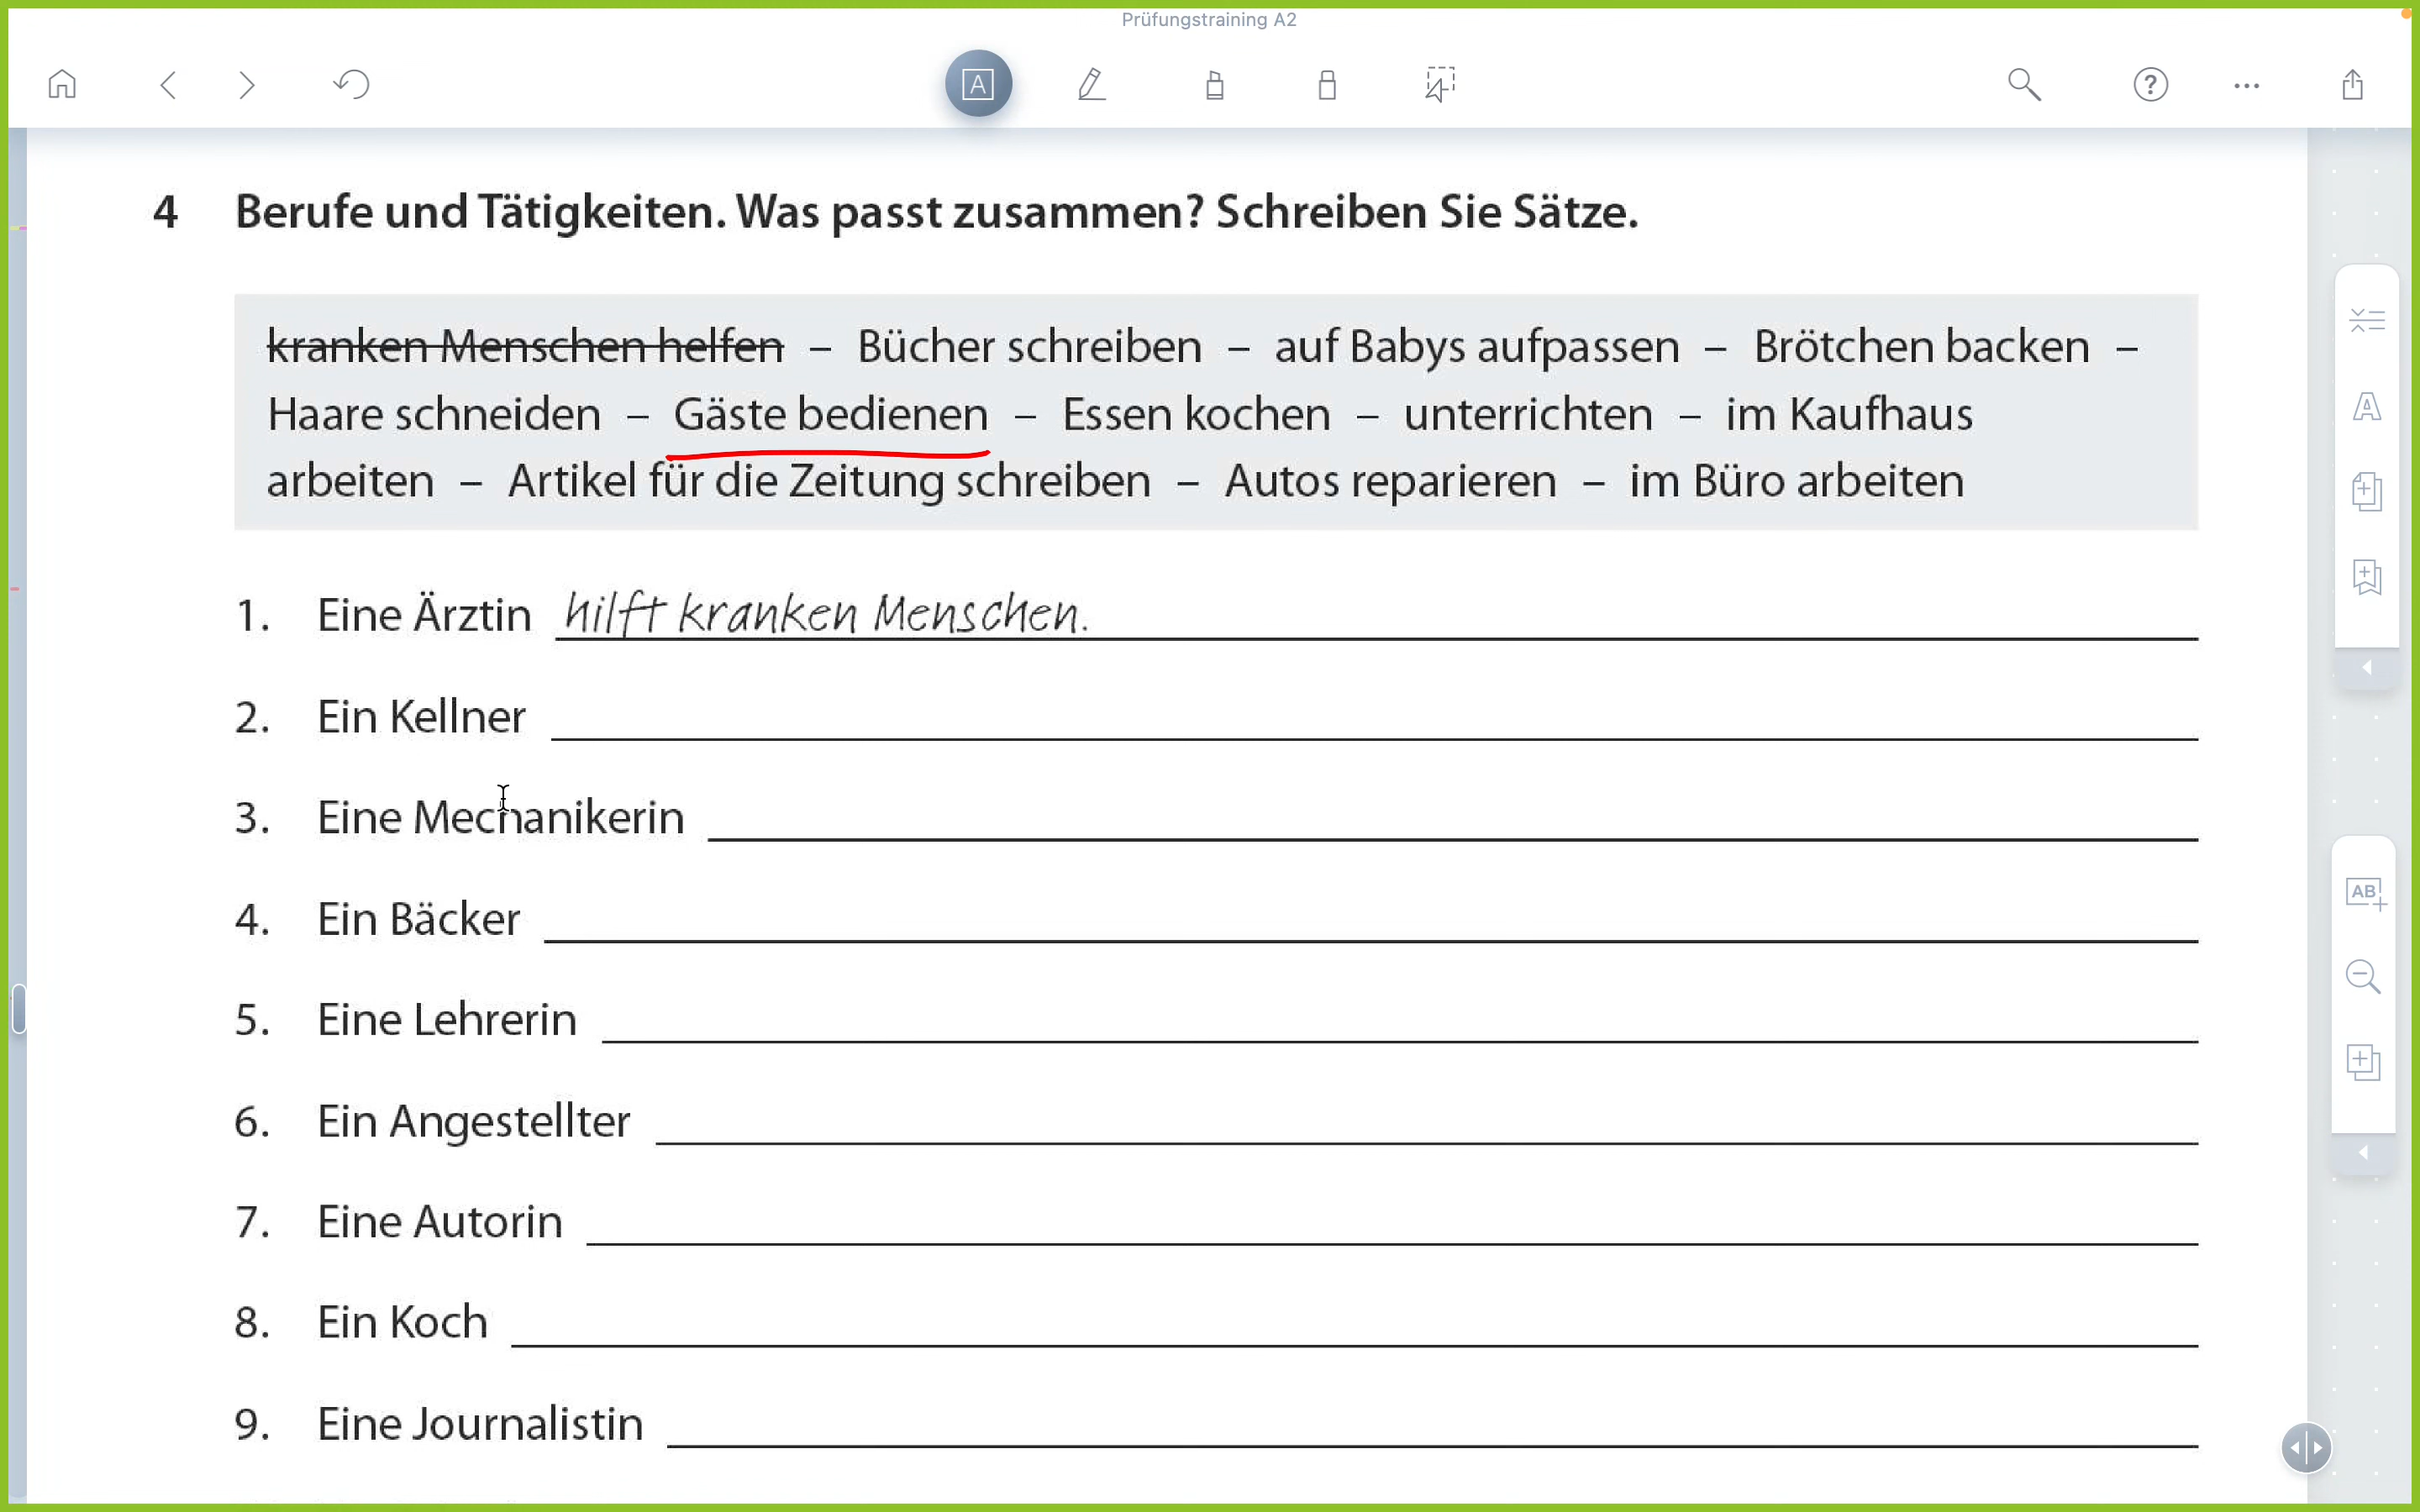 Prüfungstraining A2
4 Berufe und Tätigkeiten. Was passt zusammen? Schreiben Sie Sätze.
kranken Menschen helfen – Bücher schreiben – auf Babys aufpassen – Brötchen backen –
Haare schneiden – Gäste bedienen – Essen kochen – unterrichten – im Kaufhaus
arbeiten – Artikel für die Zeitung schreiben – Autos reparieren – im Büro arbeiten
1. Eine Ärztin hilft kranken Menschen.
2. Ein Kellner
3. Eine Mechanikerin
4. Ein Bäcker
5. Eine Lehrerin
6. Ein Angestellter
7. Eine Autorin
8. Ein Koch
9. Eine Journalistin